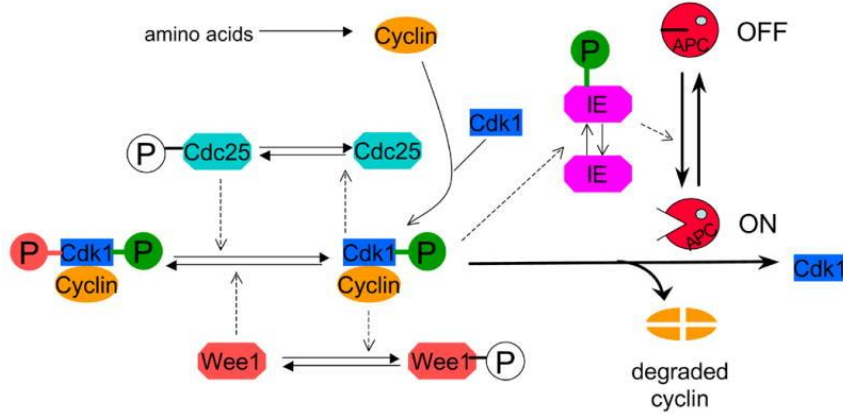 amino acids
Cyclin
APC
OFF
P
IE
Cdk1
P
Cdc25
Cdc25
IE
APC
ON
P
Cdk1
P
Cyclin
Cdk1
P
Cyclin
Cdk1
Wee1
Wee1
P
degraded
cyclin